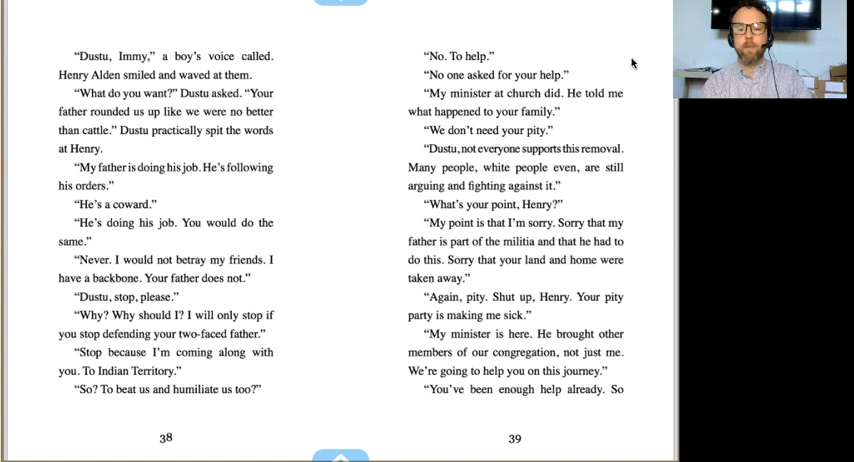 “Dustu, Immy,” a boy’s voice called.
Henry Alden smiled and waved at them.
“What do you want?” Dustu asked. “Your
father rounded us up like we were no better
than cattle.” Dustu practically spit the words
at Henry.
“My father is doing his job. He’s following
his orders.”
“He’s a coward.”
“He’s doing his job. You would do the
same.”
“Never. I would not betray my friends. I
have a backbone. Your father does not.”
“Dustu, stop, please.”
“Why? Why should I? I will only stop if
you stop defending your two-faced father.”
“Stop because I’m coming along with
you. To Indian Territory.”
“So? To beat us and humiliate us too?”
38
“No. To help.”
“No one asked for your help.”
“My minister at church did. He told me
what happened to your family.”
“We don’t need your pity.”
“Dustu, not everyone supports this removal.
Many people, white people even, are still
arguing and fighting against it.”
“What’s your point, Henry?”
“My point is that I’m sorry. Sorry that my
father is part of the militia and that he had to
do this. Sorry that your land and home were
taken away.”
“Again, pity. Shut up, Henry. Your pity
party is making me sick.”
“My minister is here. He brought other
members of our congregation, not just me.
We’re going to help you on this journey.”
“You’ve been enough help already. So
39